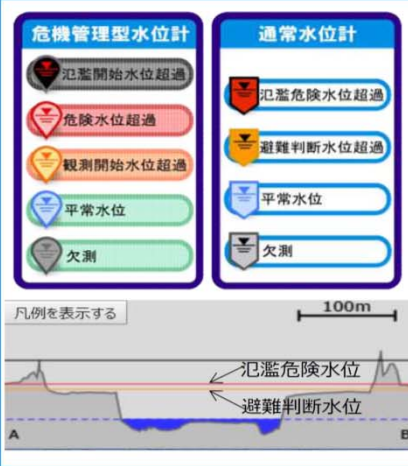 危機管理型水位計
氾濫開始水位超過
危険水位超過
観測開始水位超過
平常水位
欠測
通常水位計
氾濫危険水位超過
避難判断水位超過
平常水位
欠測
凡例を表示する
100m
氾濫危険水位
避難判断水位
A
B